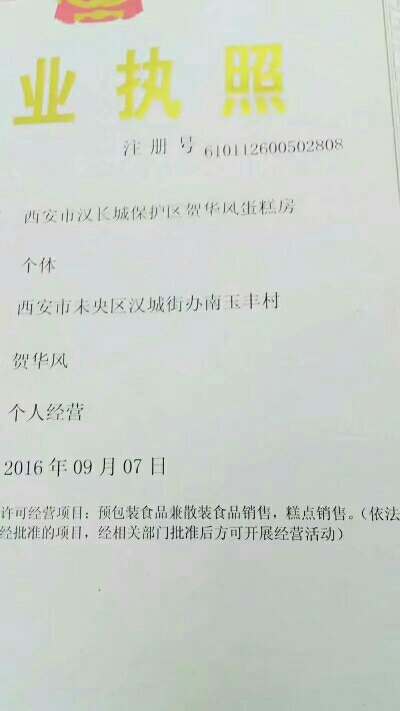 业执照
注册号 610112600502808
西安市汉长城保护区贺华风蛋糕房
个体
西安市未央区汉城街办南玉丰村
贺华风
个人经营
2016 年 09 月 07 日
许可经营项目：预包装食品兼散装食品销售，糕点销售。（依法
经批准的项目，经相关部门批准后方可开展经营活动）